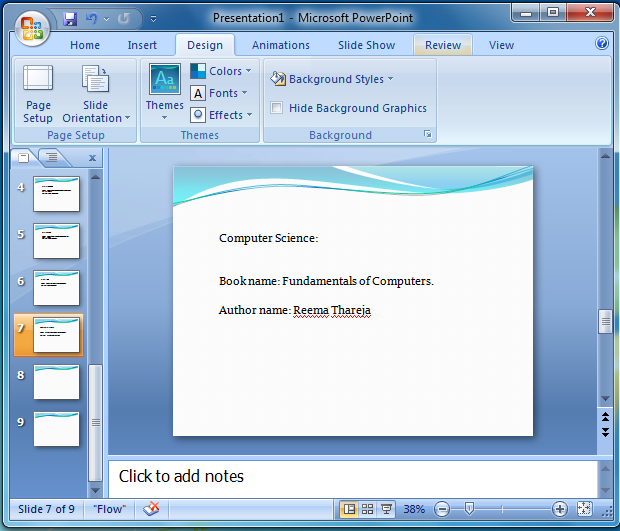 Presentation1 - Microsoft PowerPoint
Home Insert Design Animations Slide Show Review View
Page Setup
Slide Orientation
Page Setup
Aa
Themes
Colors
A Fonts
Effects
Themes
Background Styles
Hide Background Graphics
Background
4
5
6
7
8
9
Computer Science:
Book name: Fundamentals of Computers.
Author name: Reema Thareja
Click to add notes
Slide 7 of 9 "Flow" 38%